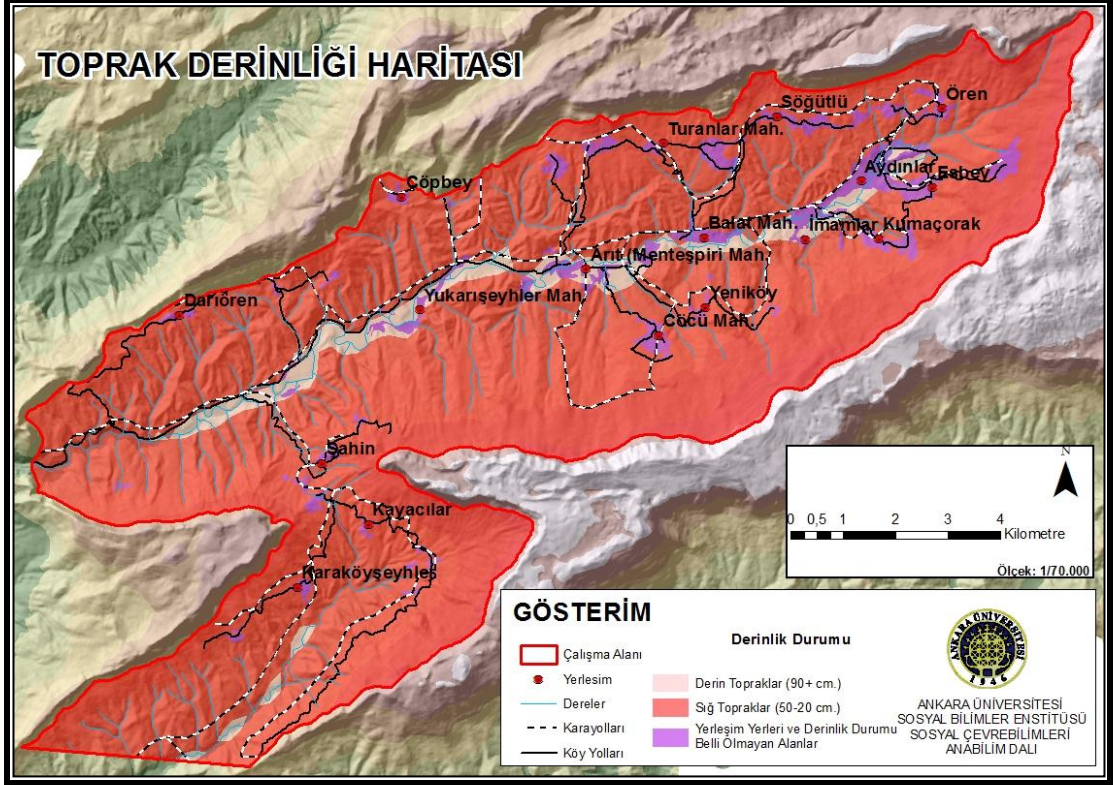 TOPRAK DERİNLİĞİ HARİTASI
Ören
Söğütlü
Turanlar Mah.
Aydınlar
Esbey
Çöpbey
Balat Mah.
İmamlar
Kumaçorak
Arıt (Menteşpiri Mah.
Darıören
Yukarışeyhler Mah.
Yeniköy
Cöcü Mah.
Şahin
Kayacılar
Karaköyşeyhles
N
0 0,5 1 2 3 4
Kilometre
Ölçek: 1/70.000
GÖSTERİM
Çalışma Alanı
Yerlesim
Dereler
Karayolları
Köy Yolları
Derinlik Durumu
Derin Topraklar (90+ cm.)
Sığ Topraklar (50-20 cm.)
Yerleşim Yerleri ve Derinlik Durumu
Belli Olmayan Alanlar
ANKARA ÜNİVERSİTESİ
1946
ANKARA ÜNİVERSİTESİ
SOSYAL BİLİMLER ENSTİTÜSÜ
SOSYAL ÇEVREBİLİMLERİ
ANABİLİM DALI